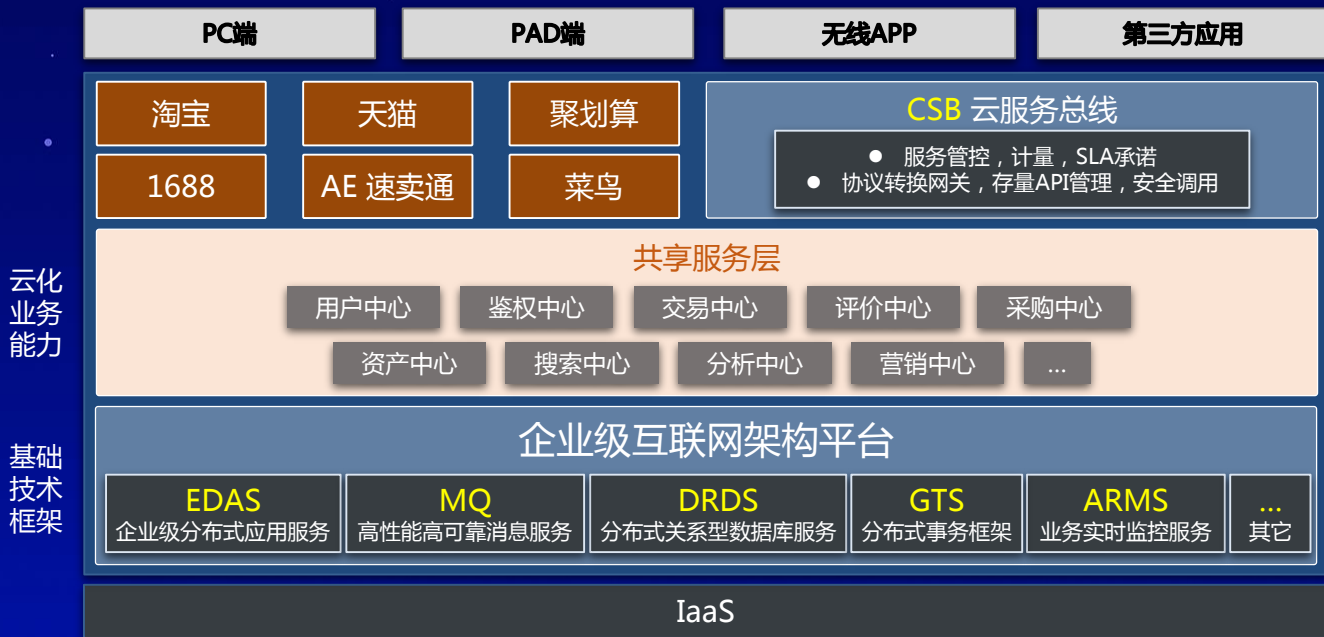 PC端
PAD端
无线APP
第三方应用
淘宝
天猫
聚划算
CSB 云服务总线
● 服务管控，计量，SLA承诺
● 协议转换网关，存量API管理，安全调用
1688
AE 速卖通
菜鸟
云化
业务
能力
共享服务层
用户中心
鉴权中心
交易中心
评价中心
采购中心
资产中心
搜索中心
分析中心
营销中心
...
基础
技术
框架
企业级互联网架构平台
EDAS
企业级分布式应用服务
MQ
高性能高可靠消息服务
DRDS
分布式关系型数据库服务
GTS
分布式事务框架
ARMS
业务实时监控服务
...
其它
IaaS